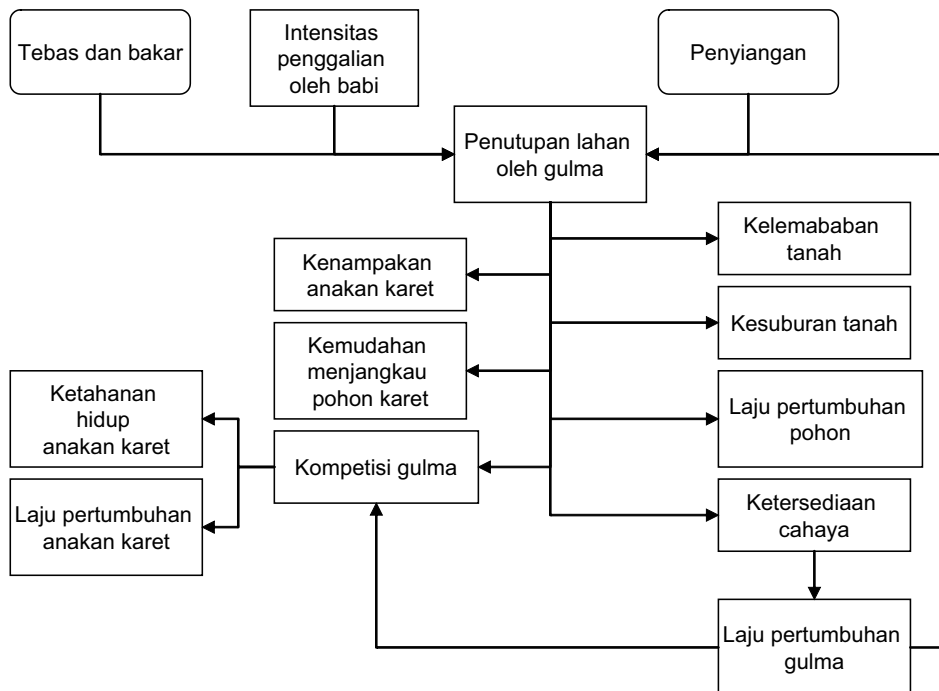 Tebas dan bakar
Intensitas
penggalian
oleh babi
Penyiangan
Penutupan lahan
oleh gulma
Kelemababan
tanah
Kenampakan
anakan karet
Kesuburan tanah
Kemudahan
menjangkau
pohon karet
Ketahanan
hidup
anakan karet
Laju pertumbuhan
pohon
Kompetisi gulma
Laju pertumbuhan
anakan karet
Ketersediaan
cahaya
Laju pertumbuhan
gulma